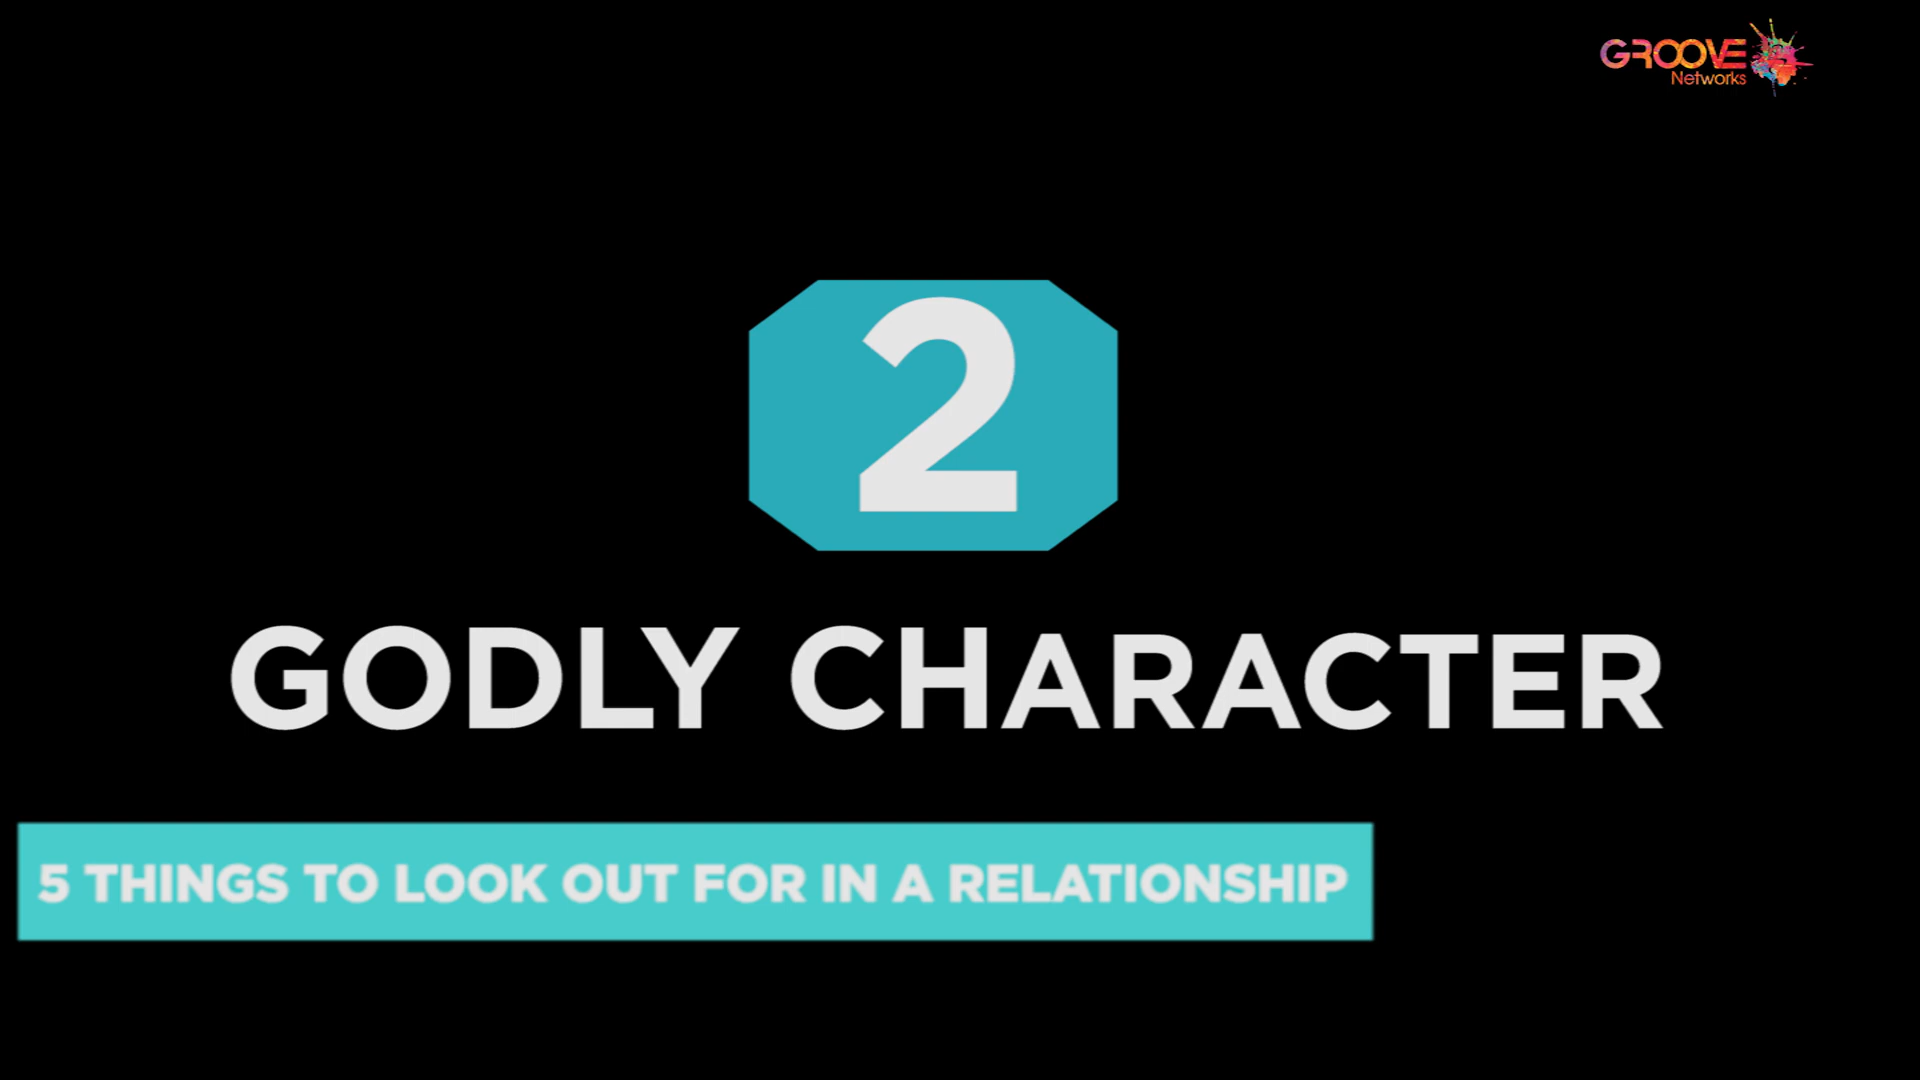 GROOVE
Networks
2
GODLY CHARACTER
5 THINGS TO LOOK OUT FOR IN A RELATIONSHIP